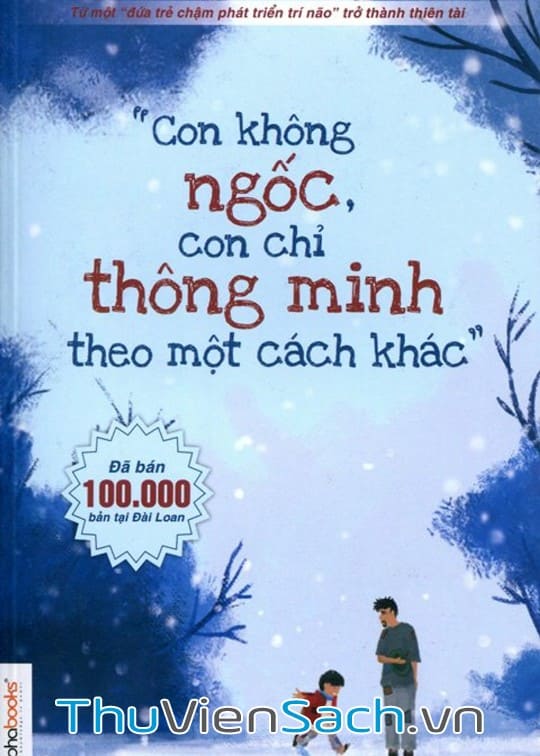 Từ một “đứa trẻ chậm phát triển trí não” trở thành thiên tài
“Con không
ngốc,
con chỉ
thông minh
theo một cách khác”
Đã bán
100.000
bản tại Đài Loan
ThuVienSach.vn
phabooks®